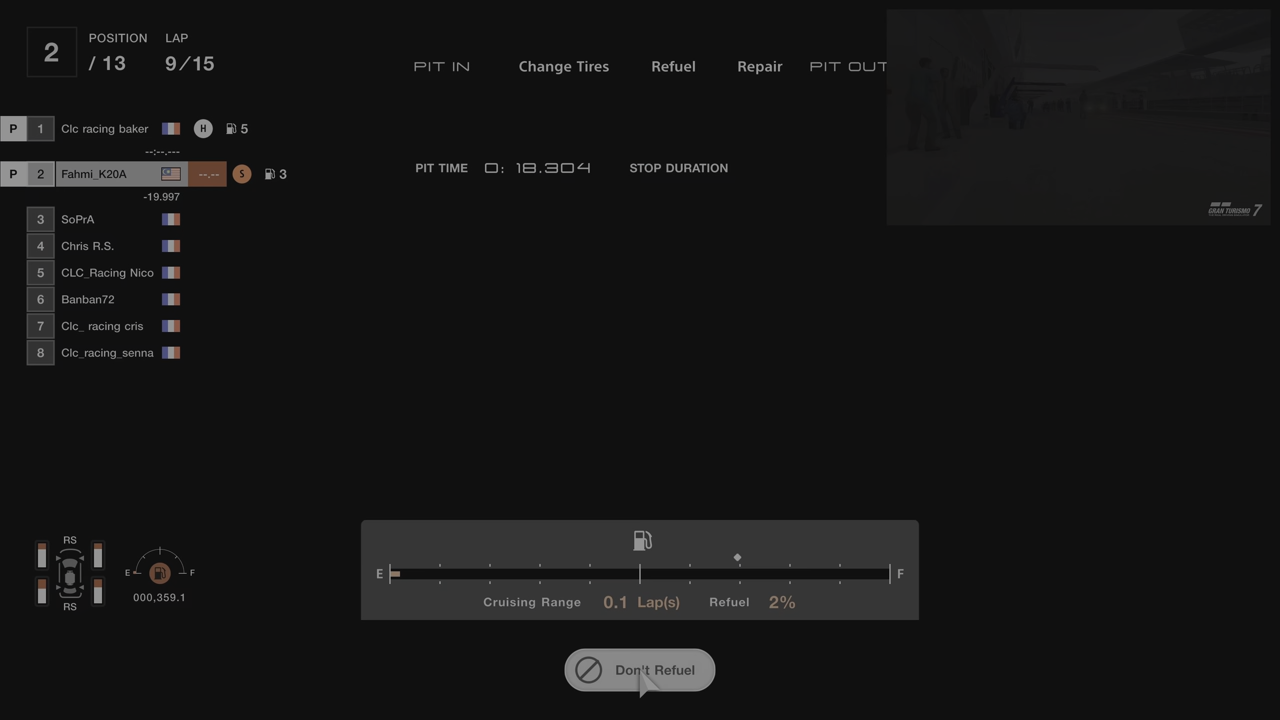 2
POSITION
/ 13
LAP
9/15
PIT IN
Change Tires
Refuel
Repair
PIT OUT
P 1 Clc racing baker H 5
--:--.---
P 2 Fahmi_K20A --.-- S 3
-19.997
3 SoPrA
4 Chris R.S.
5 CLC_Racing Nico
6 Banban72
7 Clc_ racing cris
8 Clc_racing_senna
PIT TIME 0: 18.304 STOP DURATION
GRAN TURISMO 7
RS
RS
E F
000,359.1
E F
Cruising Range 0.1 Lap(s) Refuel 2%
Don't Refuel